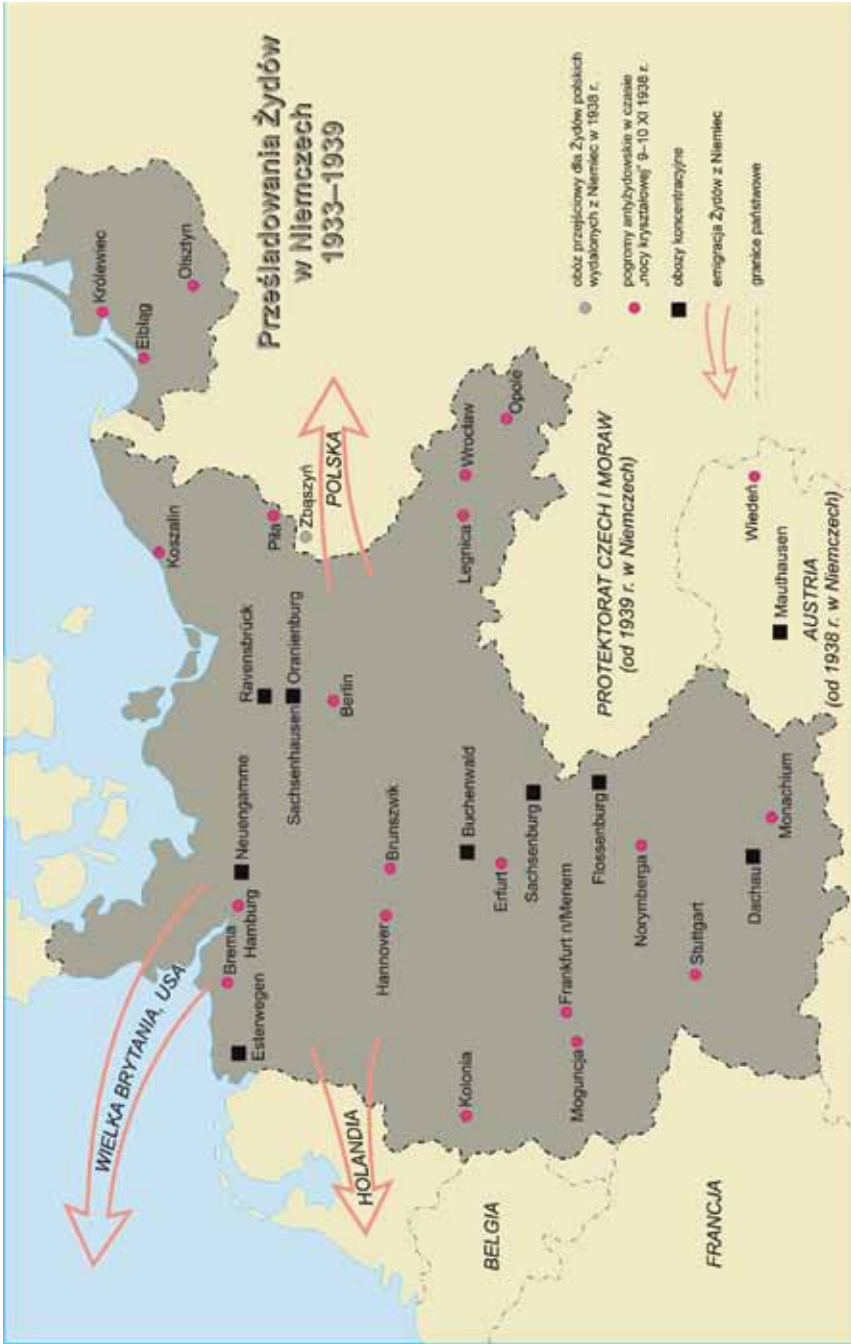 Prześladowania Żydów
w Niemczech
1933–1939
WIELKA BRYTANIA, USA
Królewiec
Elbląg
Olsztyn
Koszalin
Piła
Zbąszyń
POLSKA
Ravensbrück
Sachsenhausen
Oranienburg
Berlin
Neuengamme
Hamburg
Brema
Esterwegen
Hannover
Brunszwik
HOLANDIA
Wrocław
Legnica
Opole
Buchenwald
Erfurt
Sachsenburg
Kolonia
BELGIA
Frankfurt n/Menem
Moguncja
Flossenburg
Norymberga
PROTEKTORAT CZECH I MORAW
(od 1939 r. w Niemczech)
FRANCJA
Stuttgart
Dachau
Monachium
Wiedeń
Mauthausen
AUSTRIA
(od 1938 r. w Niemczech)
obóz przejściowy dla Żydów polskich
wydalonych z Niemiec w 1938 r.
pogromy antyżydowskie w czasie
„nocy kryształowej” 9–10 XI 1938 r.
obozy koncentracyjne
emigracja Żydów z Niemiec
granice państwowe